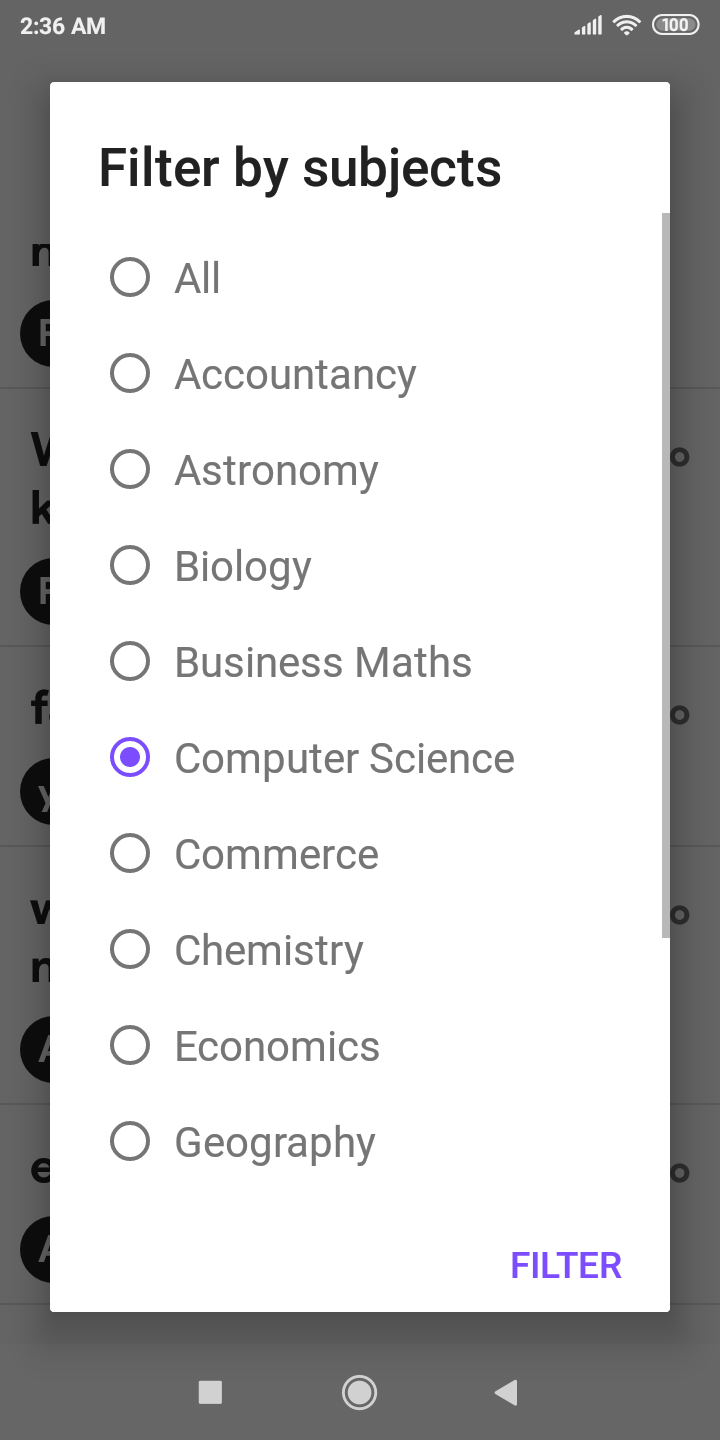 2:36 AM
100
Filter by subjects
All
Accountancy
Astronomy
Biology
Business Maths
Computer Science
Commerce
Chemistry
Economics
Geography
FILTER